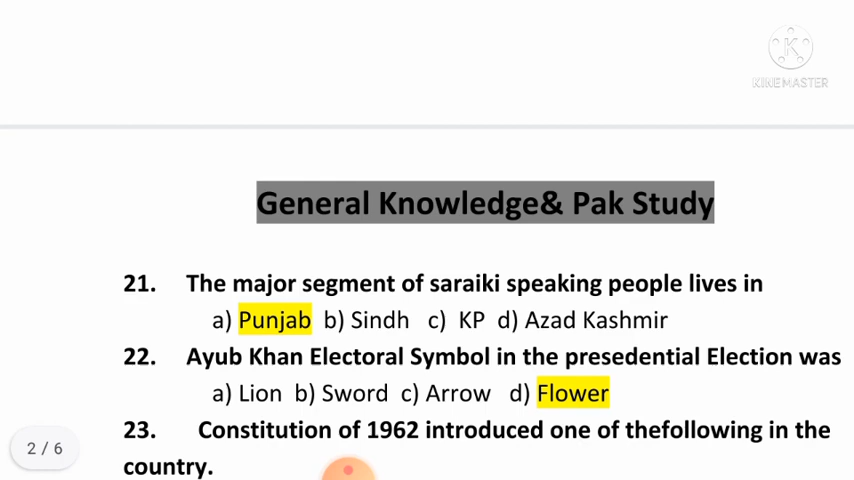 KINEMASTER
General Knowledge& Pak Study
21. The major segment of saraiki speaking people lives in
a) Punjab b) Sindh c) KP d) Azad Kashmir
22. Ayub Khan Electoral Symbol in the presedential Election was
a) Lion b) Sword c) Arrow d) Flower
23. Constitution of 1962 introduced one of thefollowing in the
country.
2 / 6